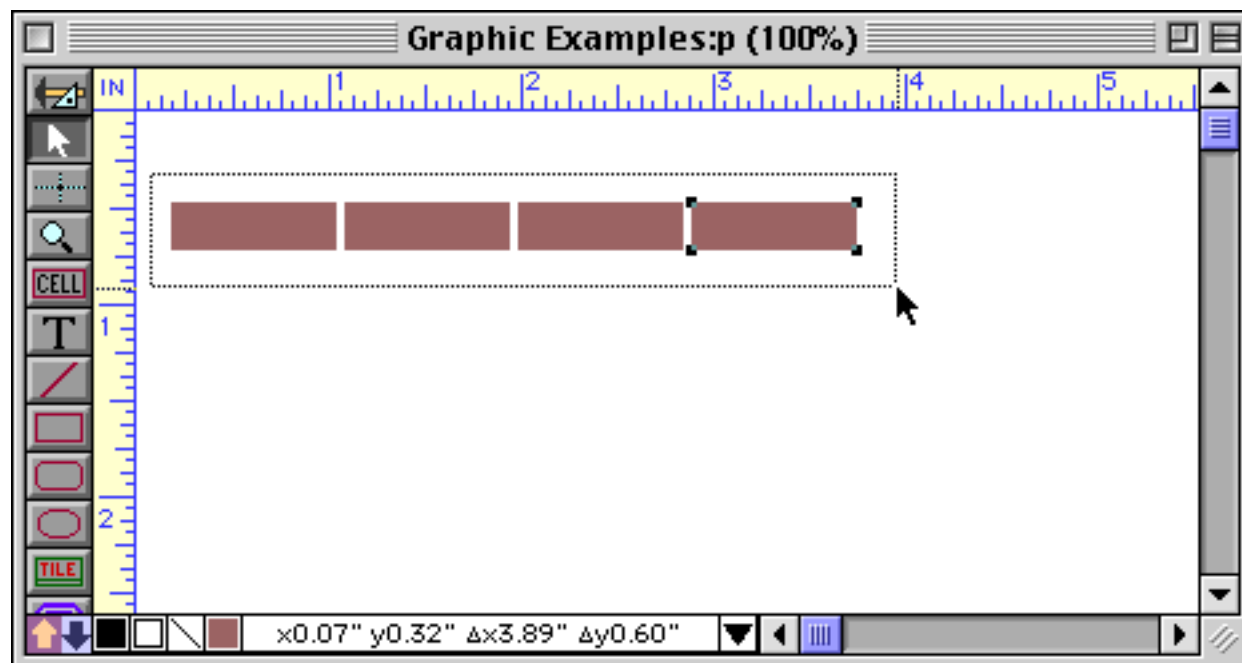 Graphic Examples:p (100%)
IN 1 2 3 4 5
CELL
T
1
2
TILE
x0.07" y0.32" Δx3.89" Δy0.60"